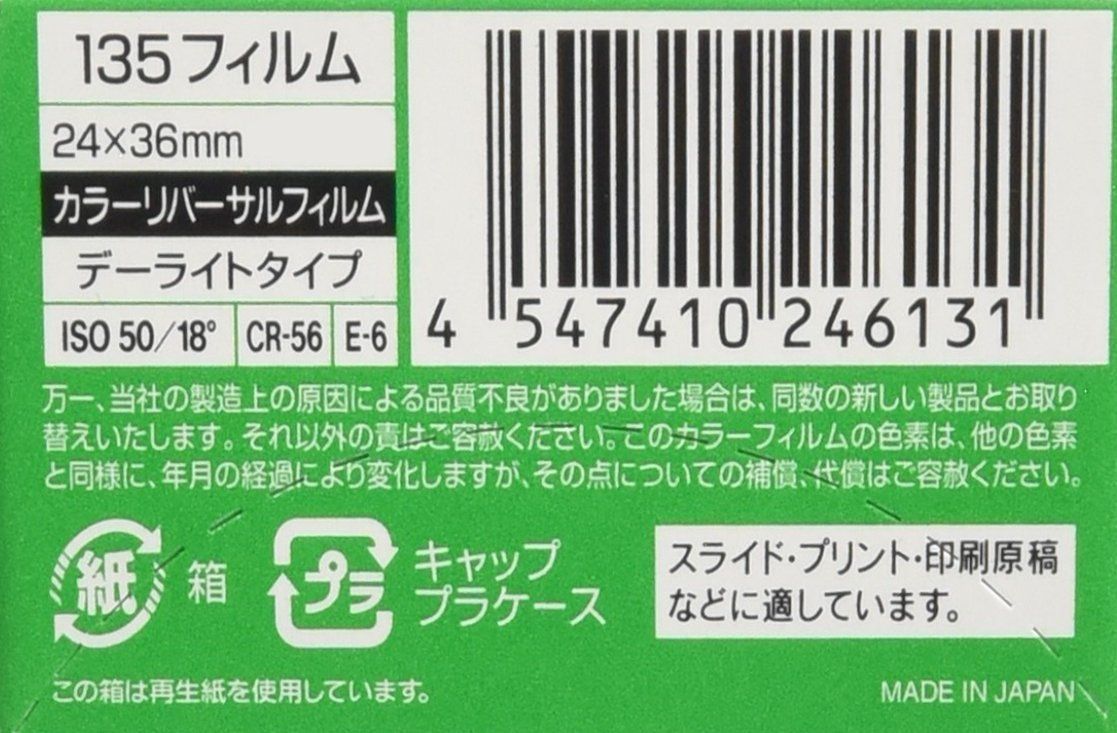 135フィルム
24×36mm
カラーリバーサルフィルム
デーライトタイプ
ISO 50/18° CR-56 E-6
4 547410 246131
万一、当社の製造上の原因による品質不良がありました場合は、同数の新しい製品とお取り
替えいたします。それ以外の責はご容赦ください。このカラーフィルムの色素は、他の色素
と同様に、年月の経過により変化しますが、その点についての補償、代償はご容赦ください。
紙 箱
プラ キャップ
プラケース
スライド・プリント・印刷原稿
などに適しています。
この箱は再生紙を使用しています。
MADE IN JAPAN